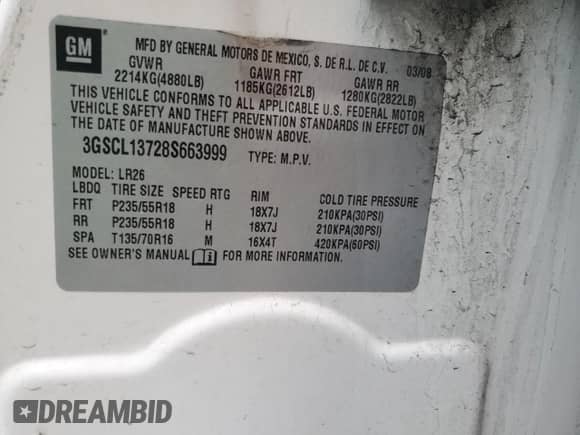 GM
MFD BY GENERAL MOTORS DE MEXICO, S. DE R.L. DE C.V. 03/08
GVWR GAWR FRT GAWR RR
2214KG(4880LB) 1185KG(2612LB) 1280KG(2822LB)
THIS VEHICLE CONFORMS TO ALL APPLICABLE U.S. FEDERAL MOTOR
VEHICLE SAFETY AND THEFT PREVENTION STANDARDS IN EFFECT ON
THE DATE OF MANUFACTURE SHOWN ABOVE.
3GSCL13728S663999 TYPE: M.P.V.
MODEL: LR26
LBDQ TIRE SIZE SPEED RTG RIM COLD TIRE PRESSURE
FRT P235/55R18 H 18X7J 210KPA(30PSI)
RR P235/55R18 H 18X7J 210KPA(30PSI)
SPA T135/70R16 M 16X4T 420KPA(60PSI)
SEE OWNER'S MANUAL FOR MORE INFORMATION.
DREAMBID